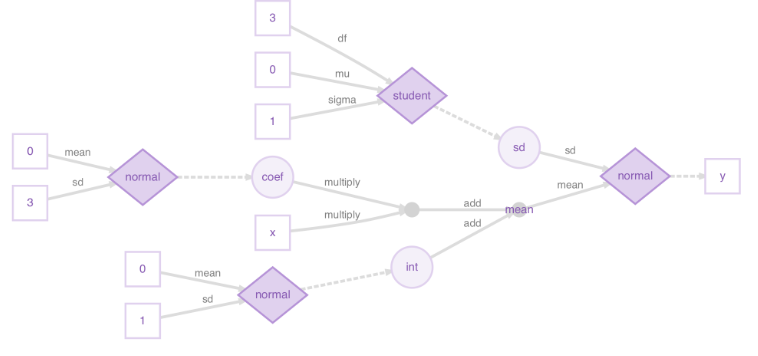 3
df
0
mu
student
1
sigma
sd
sd
0
mean
normal
coef
multiply
normal
y
mean
3
sd
multiply
add
mean
x
add
0
mean
int
normal
sd
1